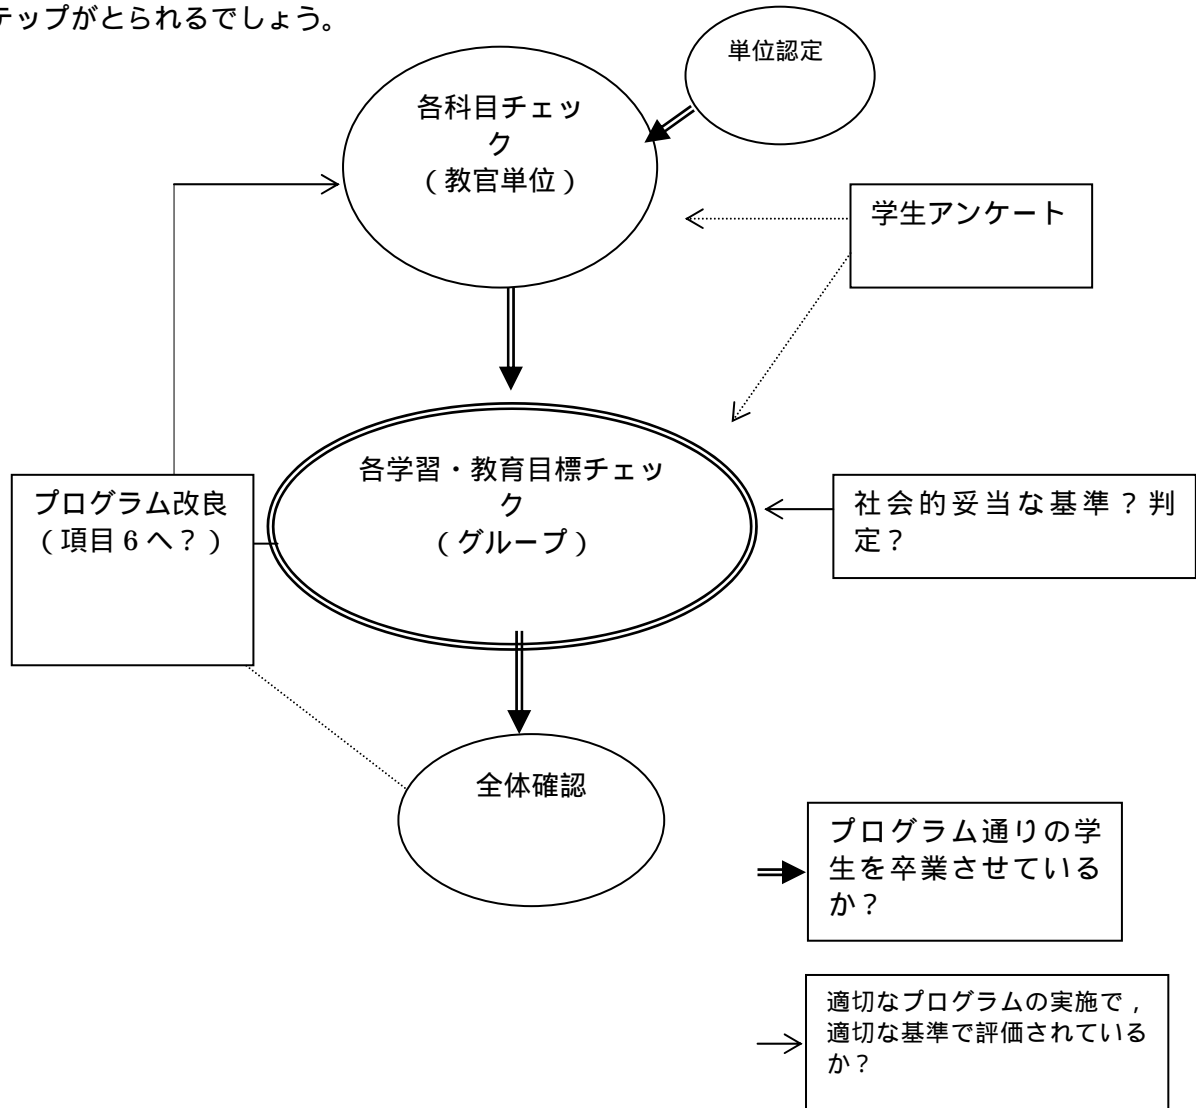 テップがとられるでしょう。
単位認定
各科目チェッ
ク
（教官単位）
学生アンケート
各学習・教育目標チェッ
ク
（グループ）
プログラム改良
（項目 6 へ？）
社会的妥当な基準？判
定？
全体確認
プログラム通りの学
生を卒業させている
か？
適切なプログラムの実施で，
適切な基準で評価されている
か？